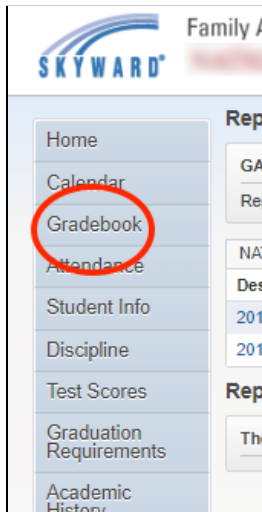 SKYWARD
Family A
Rep
Home
GA
Calendar
Re
Gradebook
Attendance
NA
Des
Student Info
201
Discipline
201
Test Scores
Rep
Graduation
Requirements
The
Academic
History